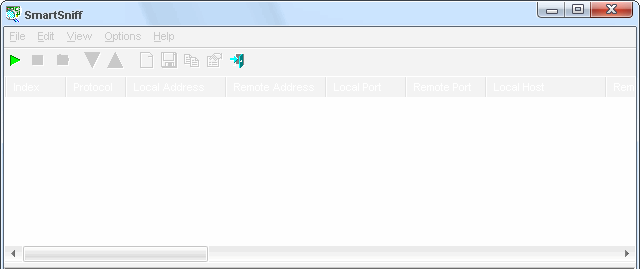 SmartSniff
File Edit View Options Help
Index Protocol Local Address Remote Address Local Port Remote Port Local Host Rem